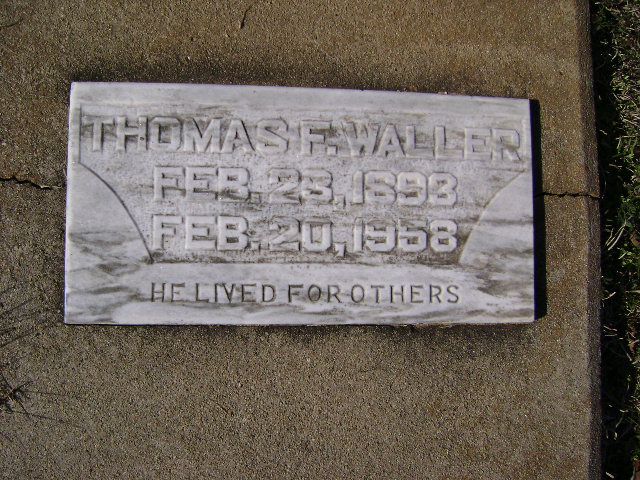 THOMAS F. WALLER
FEB. 23, 1893
FEB. 20, 1958
HE LIVED FOR OTHERS